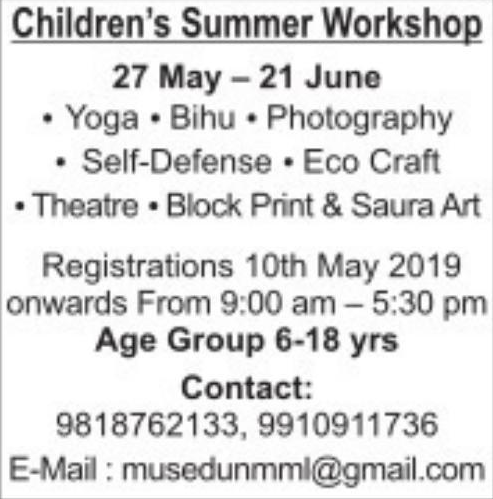 Children's Summer Workshop
27 May – 21 June
• Yoga • Bihu • Photography
• Self-Defense • Eco Craft
• Theatre • Block Print & Saura Art
Registrations 10th May 2019
onwards From 9:00 am – 5:30 pm
Age Group 6-18 yrs
Contact:
9818762133, 9910911736
E-Mail : musedunmml@gmail.com